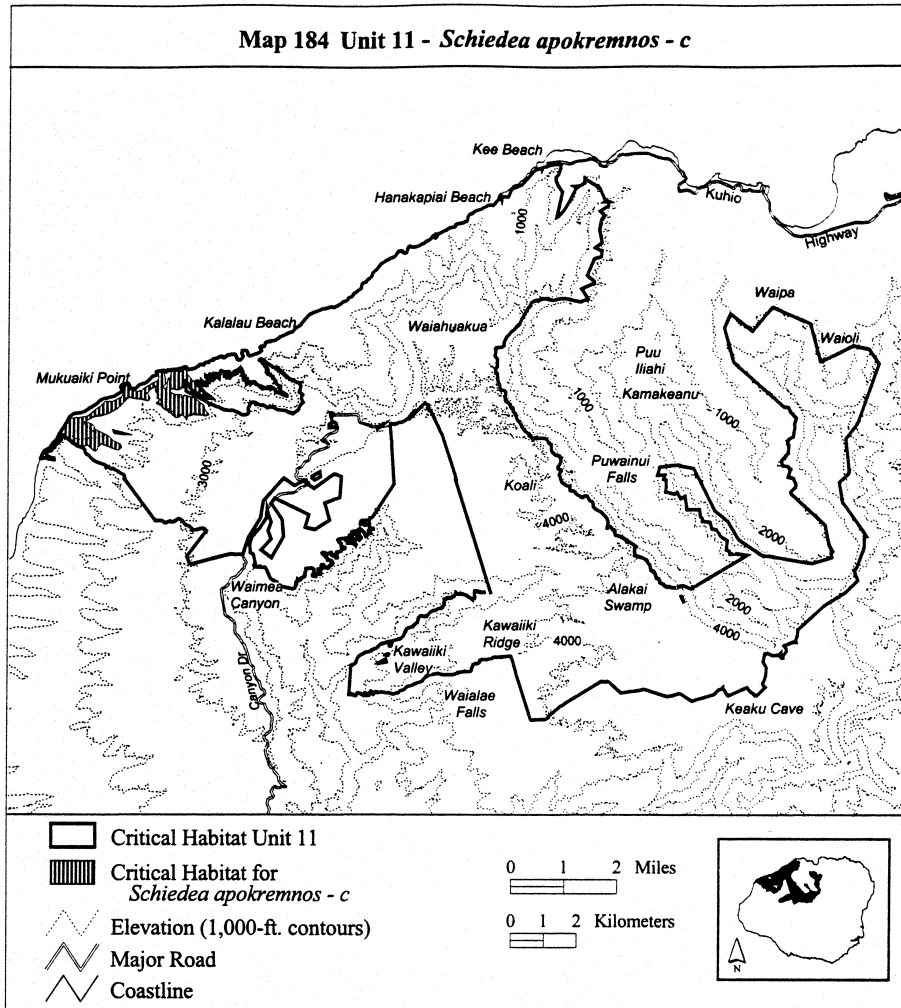 Map 184 Unit 11 - Schiedea apokremnos - c
Kee Beach
Hanakapiai Beach
Kuhio
Highway
1000
Waipa
Kalalau Beach
Waiahuakua
Waioli
Puu
Iliahi
Mukuaiki Point
Kamakeanu
1000
1000
3000
Puwainui
Falls
Koali
4000
2000
Waimea
Canyon
Alakai
Swamp
2000
4000
Kawaiiki
Ridge
4000
Kawaiiki
Valley
Canyon Dr
Waialae
Falls
Keaku Cave
Critical Habitat Unit 11
Critical Habitat for
Schiedea apokremnos - c
Elevation (1,000-ft. contours)
Major Road
Coastline
0 1 2 Miles
0 1 2 Kilometers
N